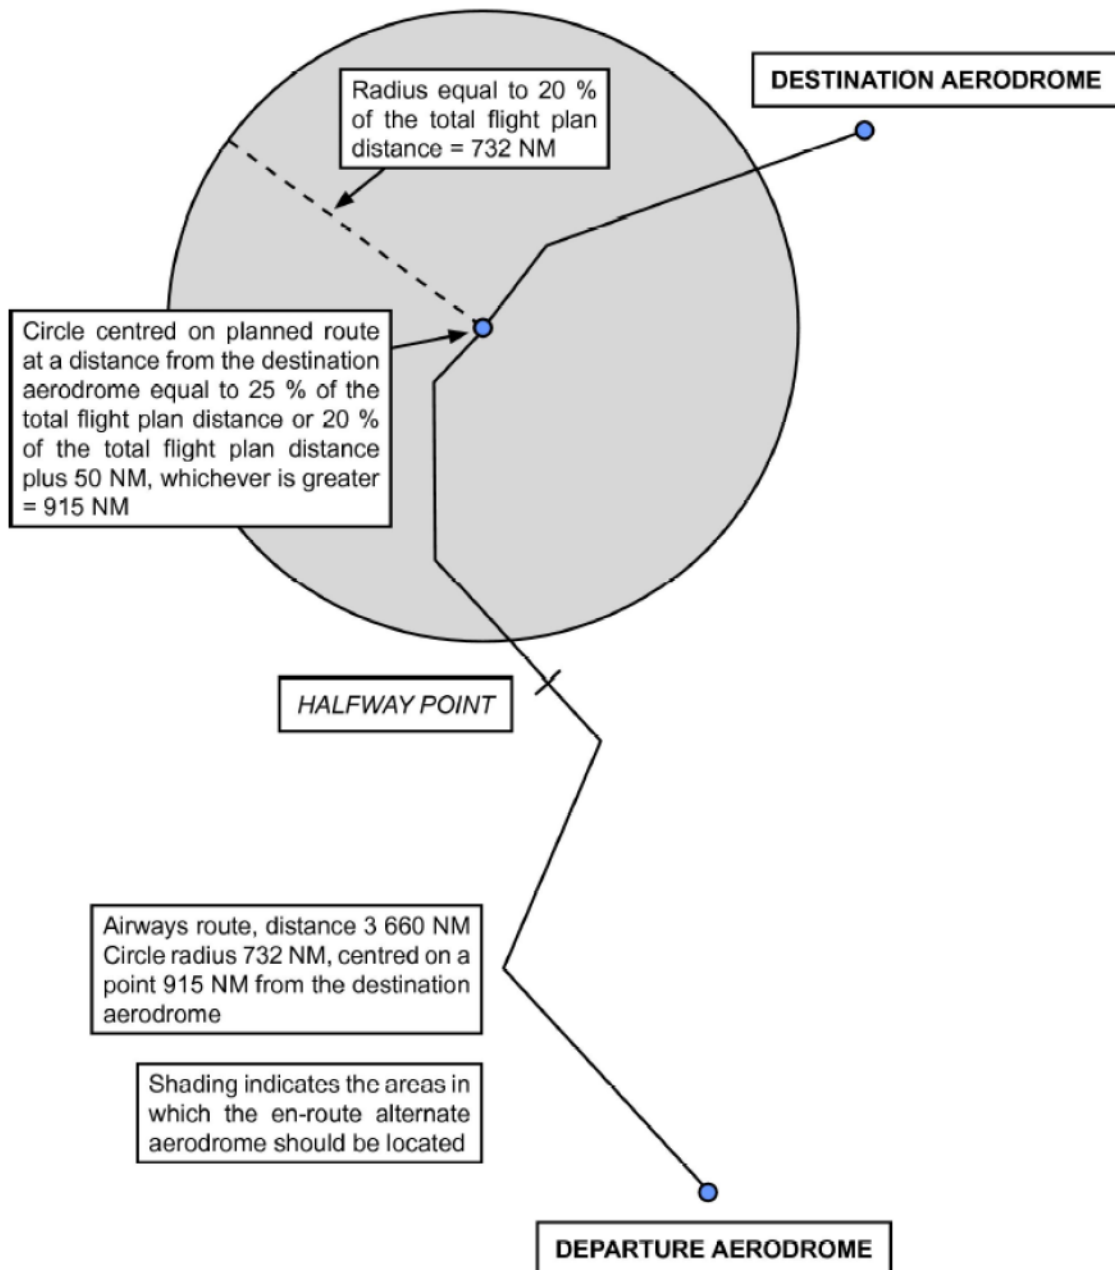 Radius equal to 20 %
of the total flight plan
distance = 732 NM
DESTINATION AERODROME
Circle centred on planned route
at a distance from the destination
aerodrome equal to 25 % of the
total flight plan distance or 20 %
of the total flight plan distance
plus 50 NM, whichever is greater
= 915 NM
HALFWAY POINT
Airways route, distance 3 660 NM
Circle radius 732 NM, centred on a
point 915 NM from the destination
aerodrome
Shading indicates the areas in
which the en-route alternate
aerodrome should be located
DEPARTURE AERODROME